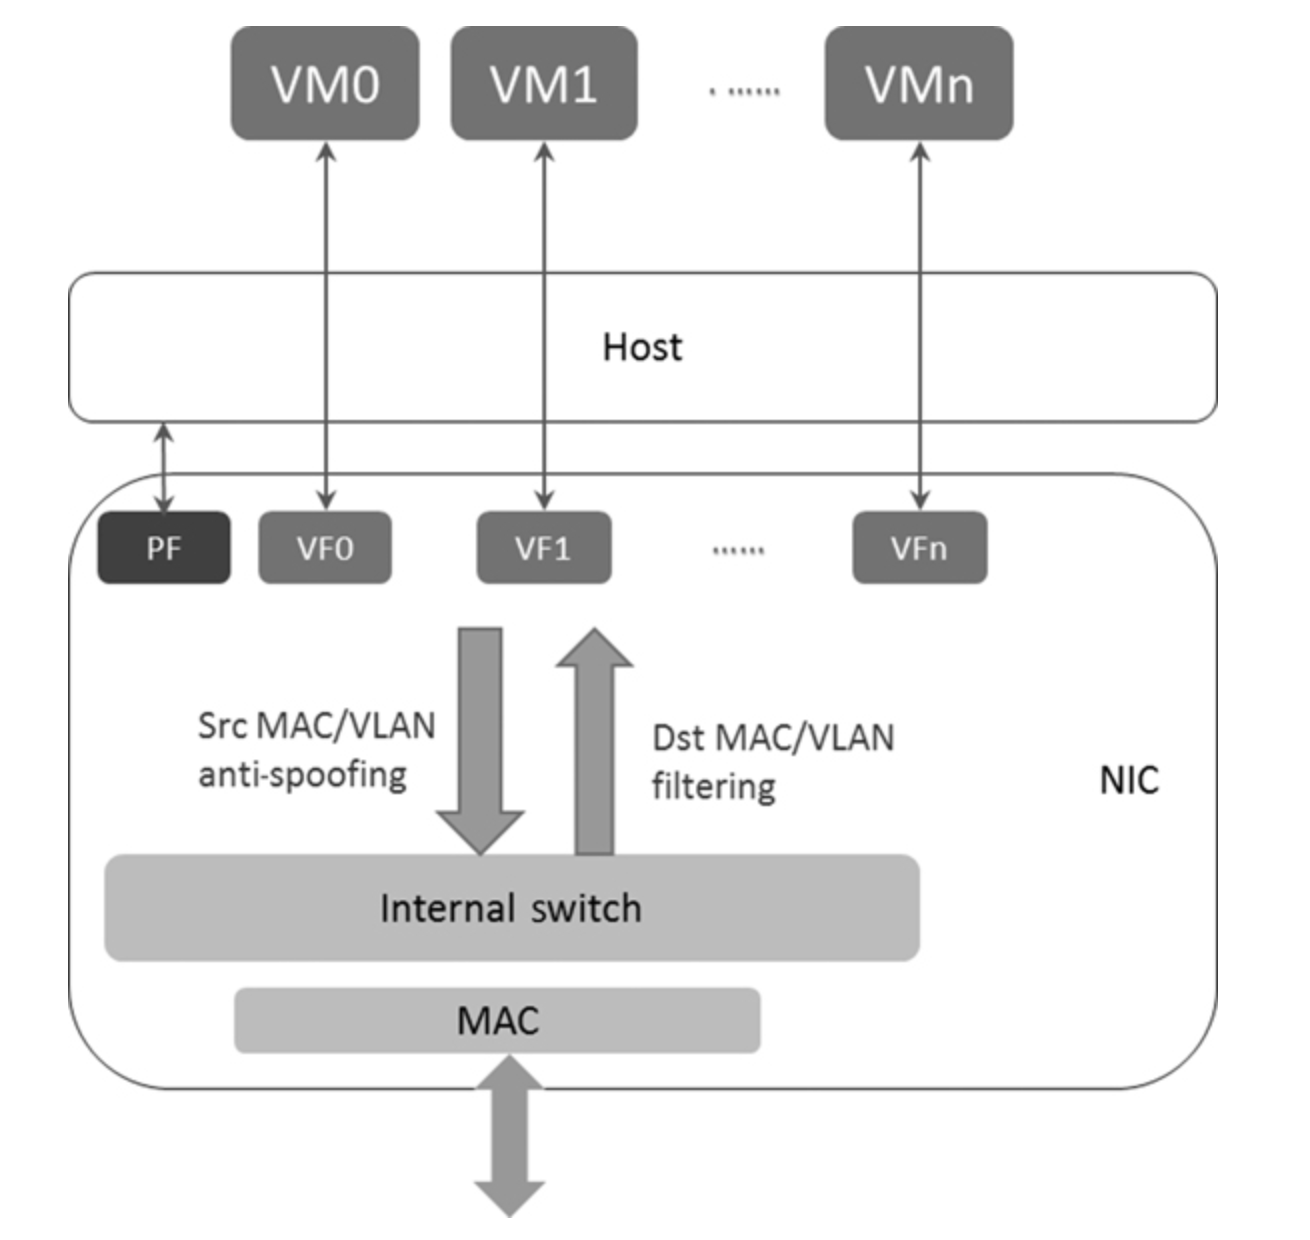 VM0
VM1
. ......
VMn
Host
PF
VF0
VF1
......
VFn
Src MAC/VLAN
anti-spoofing
Dst MAC/VLAN
filtering
NIC
Internal switch
MAC